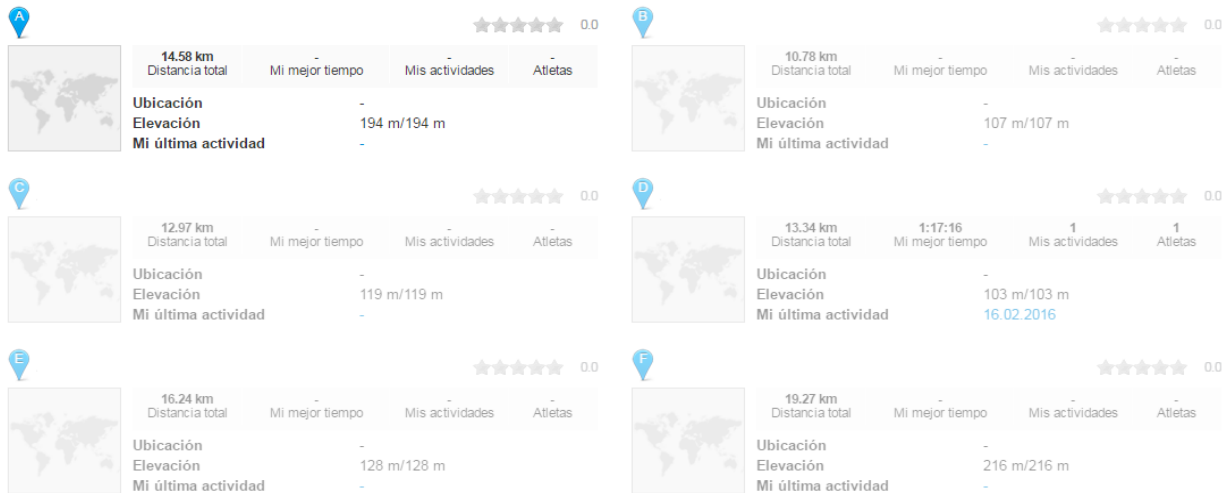 A
0.0
14.58 km - - -
Distancia total Mi mejor tiempo Mis actividades Atletas
Ubicación -
Elevación 194 m/194 m
Mi última actividad -
B
0.0
10.78 km - - -
Distancia total Mi mejor tiempo Mis actividades Atletas
Ubicación -
Elevación 107 m/107 m
Mi última actividad -
C
0.0
12.97 km - - -
Distancia total Mi mejor tiempo Mis actividades Atletas
Ubicación -
Elevación 119 m/119 m
Mi última actividad -
D
0.0
13.34 km 1:17:16 1 1
Distancia total Mi mejor tiempo Mis actividades Atletas
Ubicación -
Elevación 103 m/103 m
Mi última actividad 16.02.2016
E
0.0
16.24 km - - -
Distancia total Mi mejor tiempo Mis actividades Atletas
Ubicación -
Elevación 128 m/128 m
Mi última actividad -
F
0.0
19.27 km - - -
Distancia total Mi mejor tiempo Mis actividades Atletas
Ubicación -
Elevación 216 m/216 m
Mi última actividad -